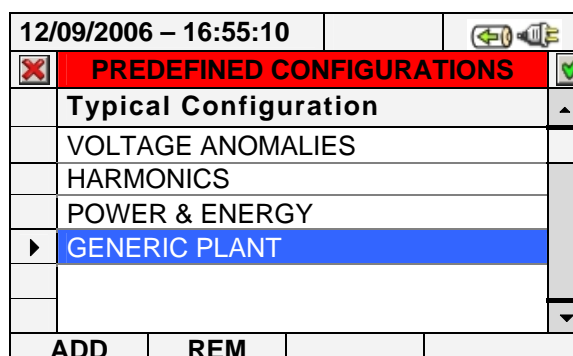 12/09/2006 – 16:55:10
PREDEFINED CONFIGURATIONS
Typical Configuration
VOLTAGE ANOMALIES
HARMONICS
POWER & ENERGY
GENERIC PLANT
ADD REM